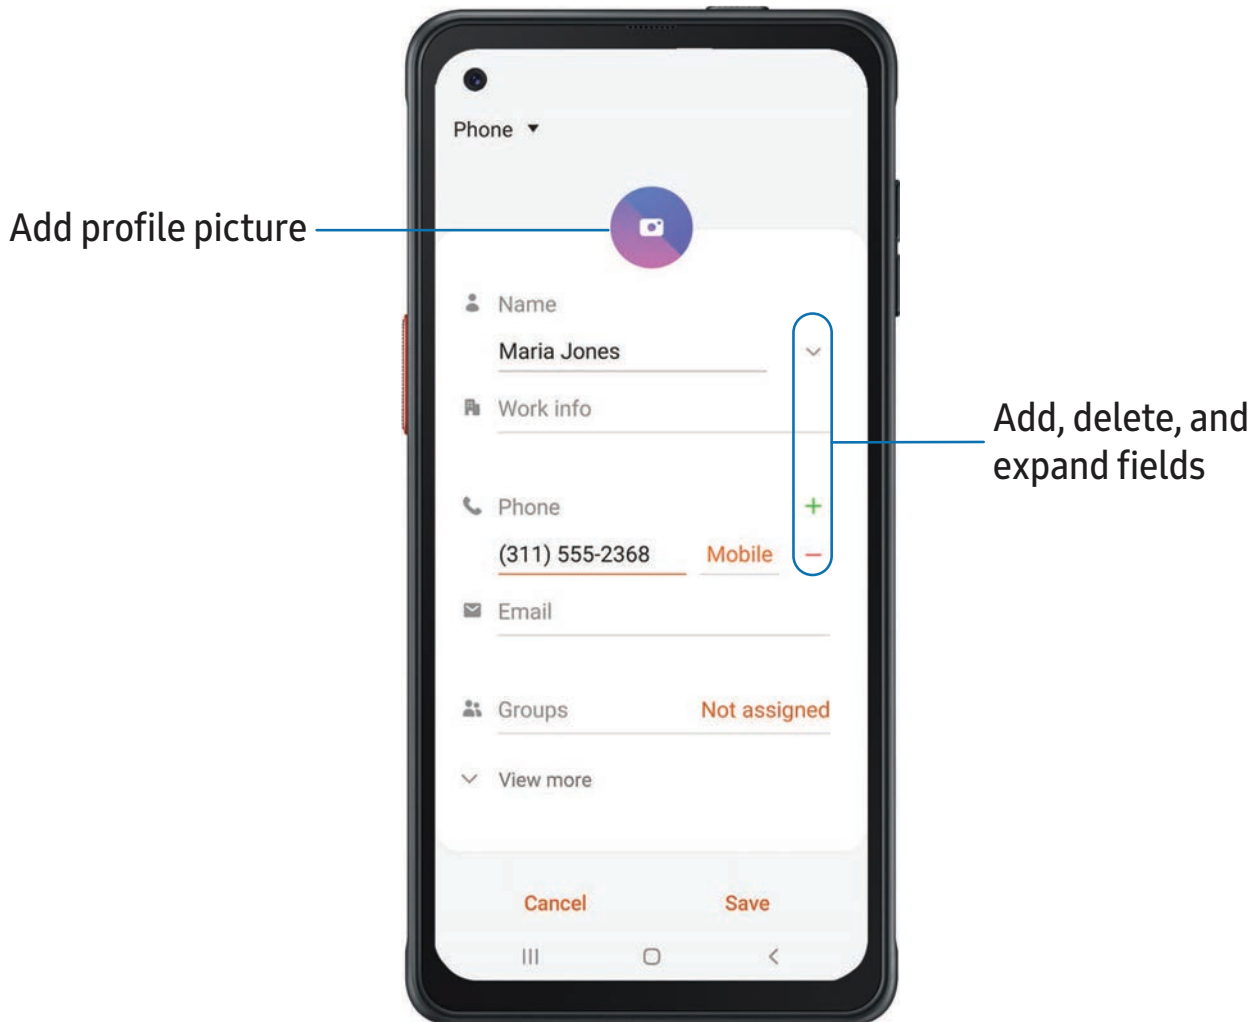 Phone
Add profile picture
Name
Maria Jones
Work info
Add, delete, and
expand fields
Phone
(311) 555-2368 Mobile
Email
Groups Not assigned
View more
Cancel Save